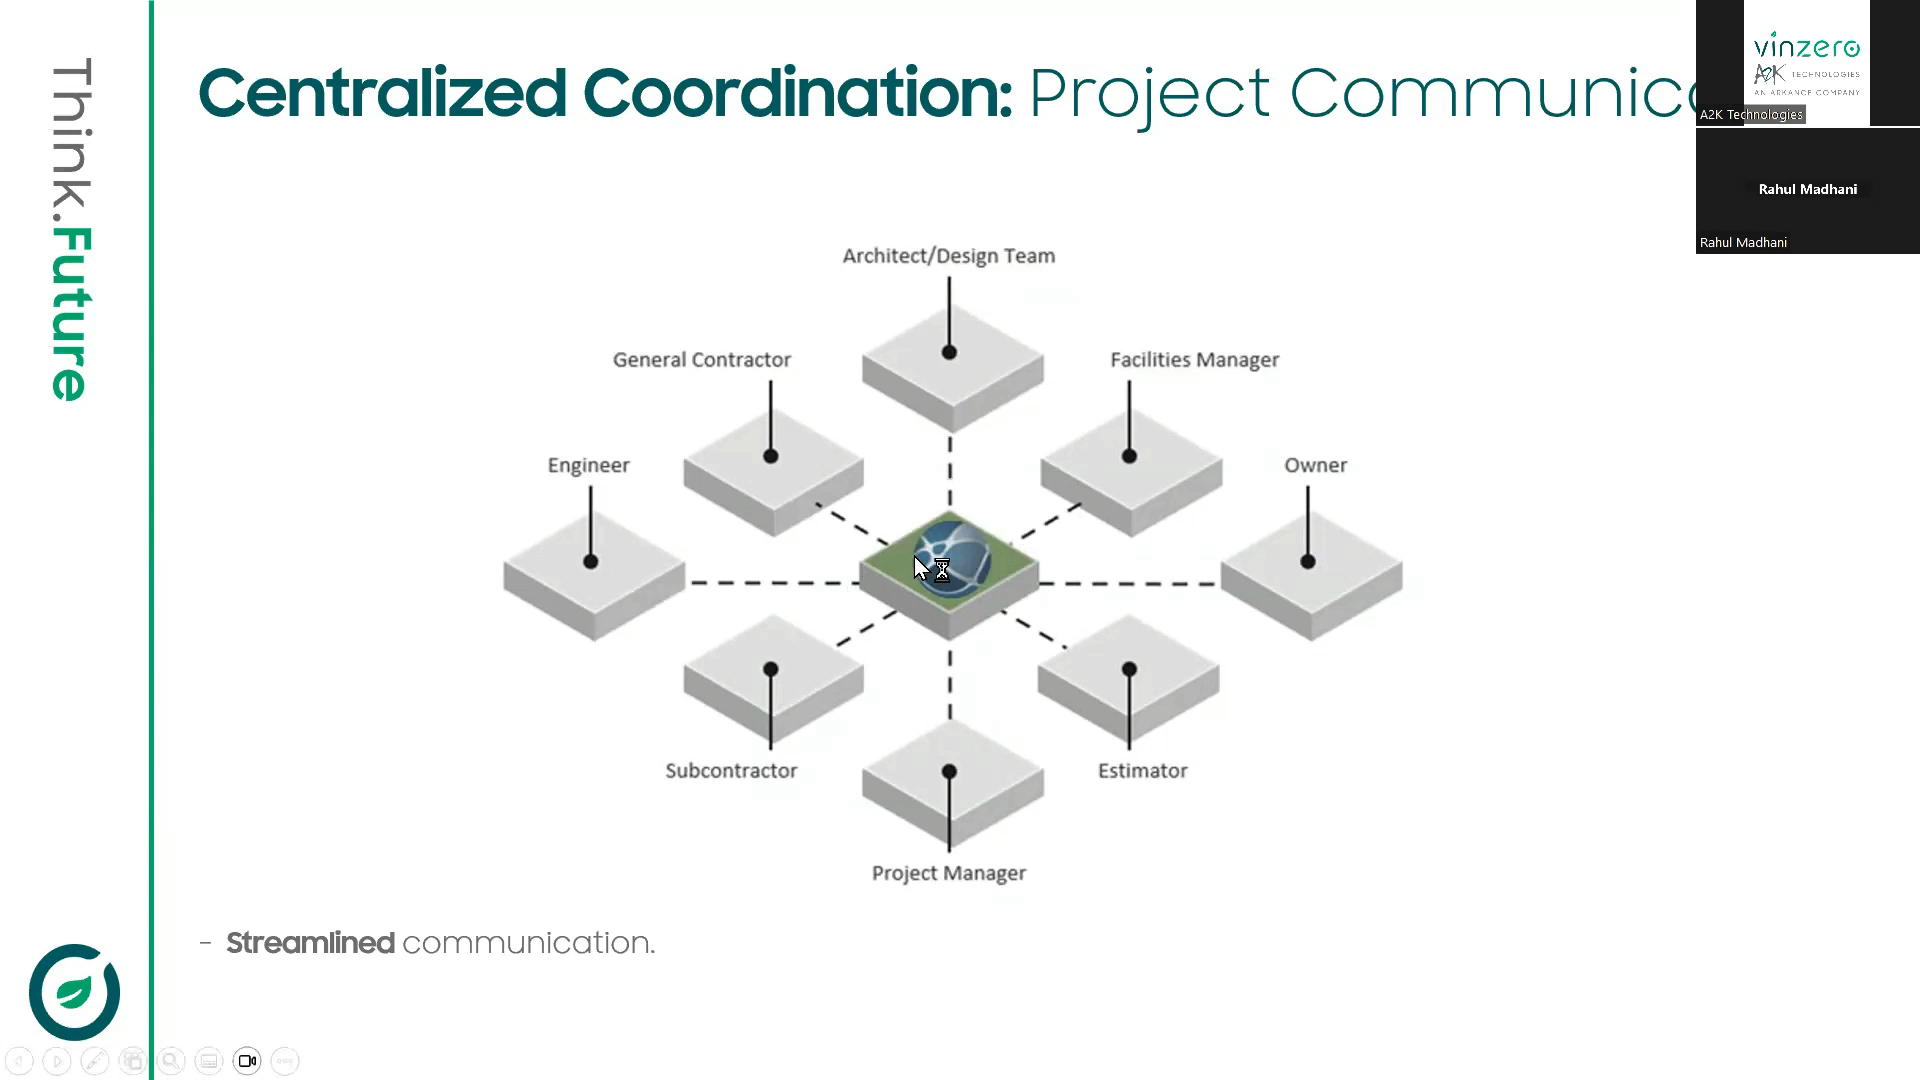 Think.Future
Centralized Coordination: Project Communic
vinzero
A2K TECHNOLOGIES
AN ARKANCE COMPANY
A2K Technologies
Rahul Madhani
Rahul Madhani
Architect/Design Team
General Contractor
Facilities Manager
Engineer
Owner
Subcontractor
Estimator
Project Manager
- Streamlined communication.